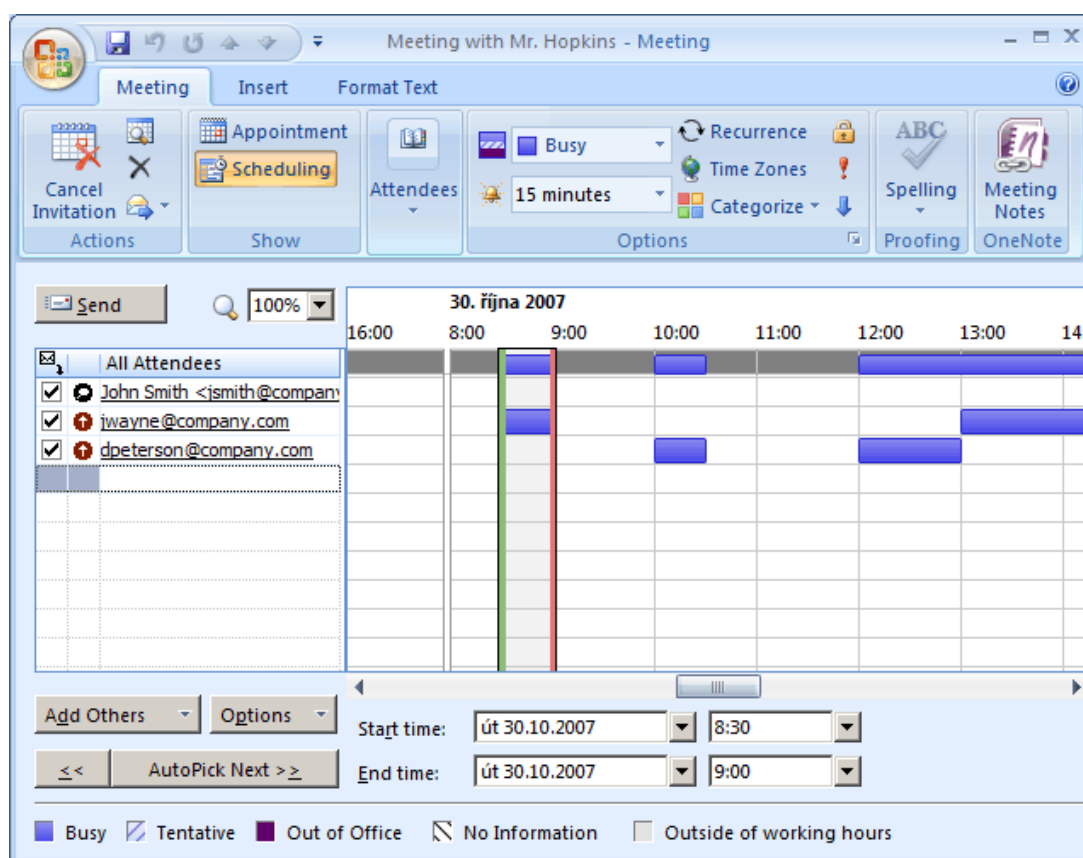 Meeting with Mr. Hopkins - Meeting
Meeting Insert Format Text
Cancel Invitation
Actions
Appointment
Scheduling
Show
Attendees
Busy
15 minutes
Recurrence
Time Zones
Categorize
Options
ABC
Spelling
Proofing
Meeting Notes
OneNote
Send
100%
30. října 2007
16:00 8:00 9:00 10:00 11:00 12:00 13:00 14
All Attendees
John Smith <jsmith@company
jwayne@company.com
dpeterson@company.com
Add Others Options
<< AutoPick Next >>
Start time: út 30.10.2007 8:30
End time: út 30.10.2007 9:00
Busy Tentative Out of Office No Information Outside of working hours